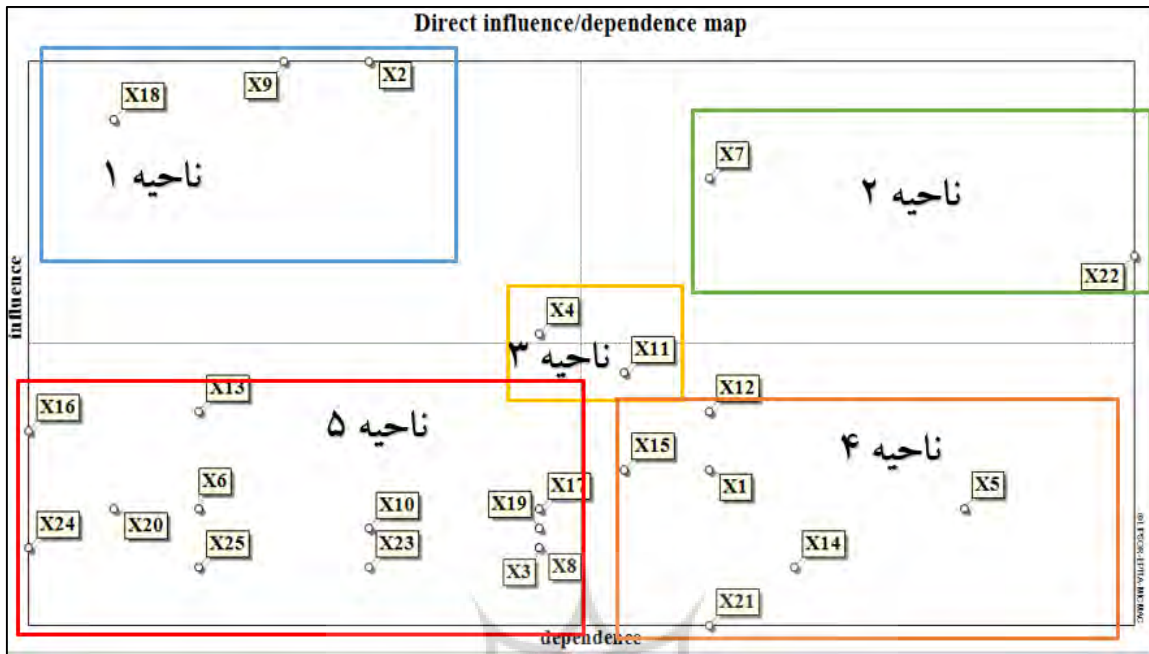 Direct influence/dependence map
X9
X2
X18
ناحیه ۱
X7
ناحیه ۲
X22
influence
X4
X11
ناحیه ۳
X13
X16
ناحیه ۵
X12
X15
ناحیه ۴
X6
X17
X1
X5
X10
X19
X24
X20
X25
X23
X3
X8
X14
X21
dependence